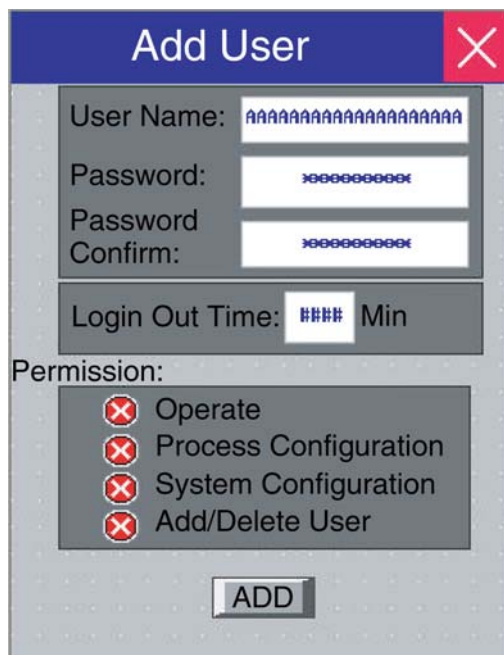 Add User
User Name: AAAAAAAAAAAAAAAAAAAA
Password: **********
Password
Confirm: **********
Login Out Time: #### Min
Permission:
Operate
Process Configuration
System Configuration
Add/Delete User
ADD